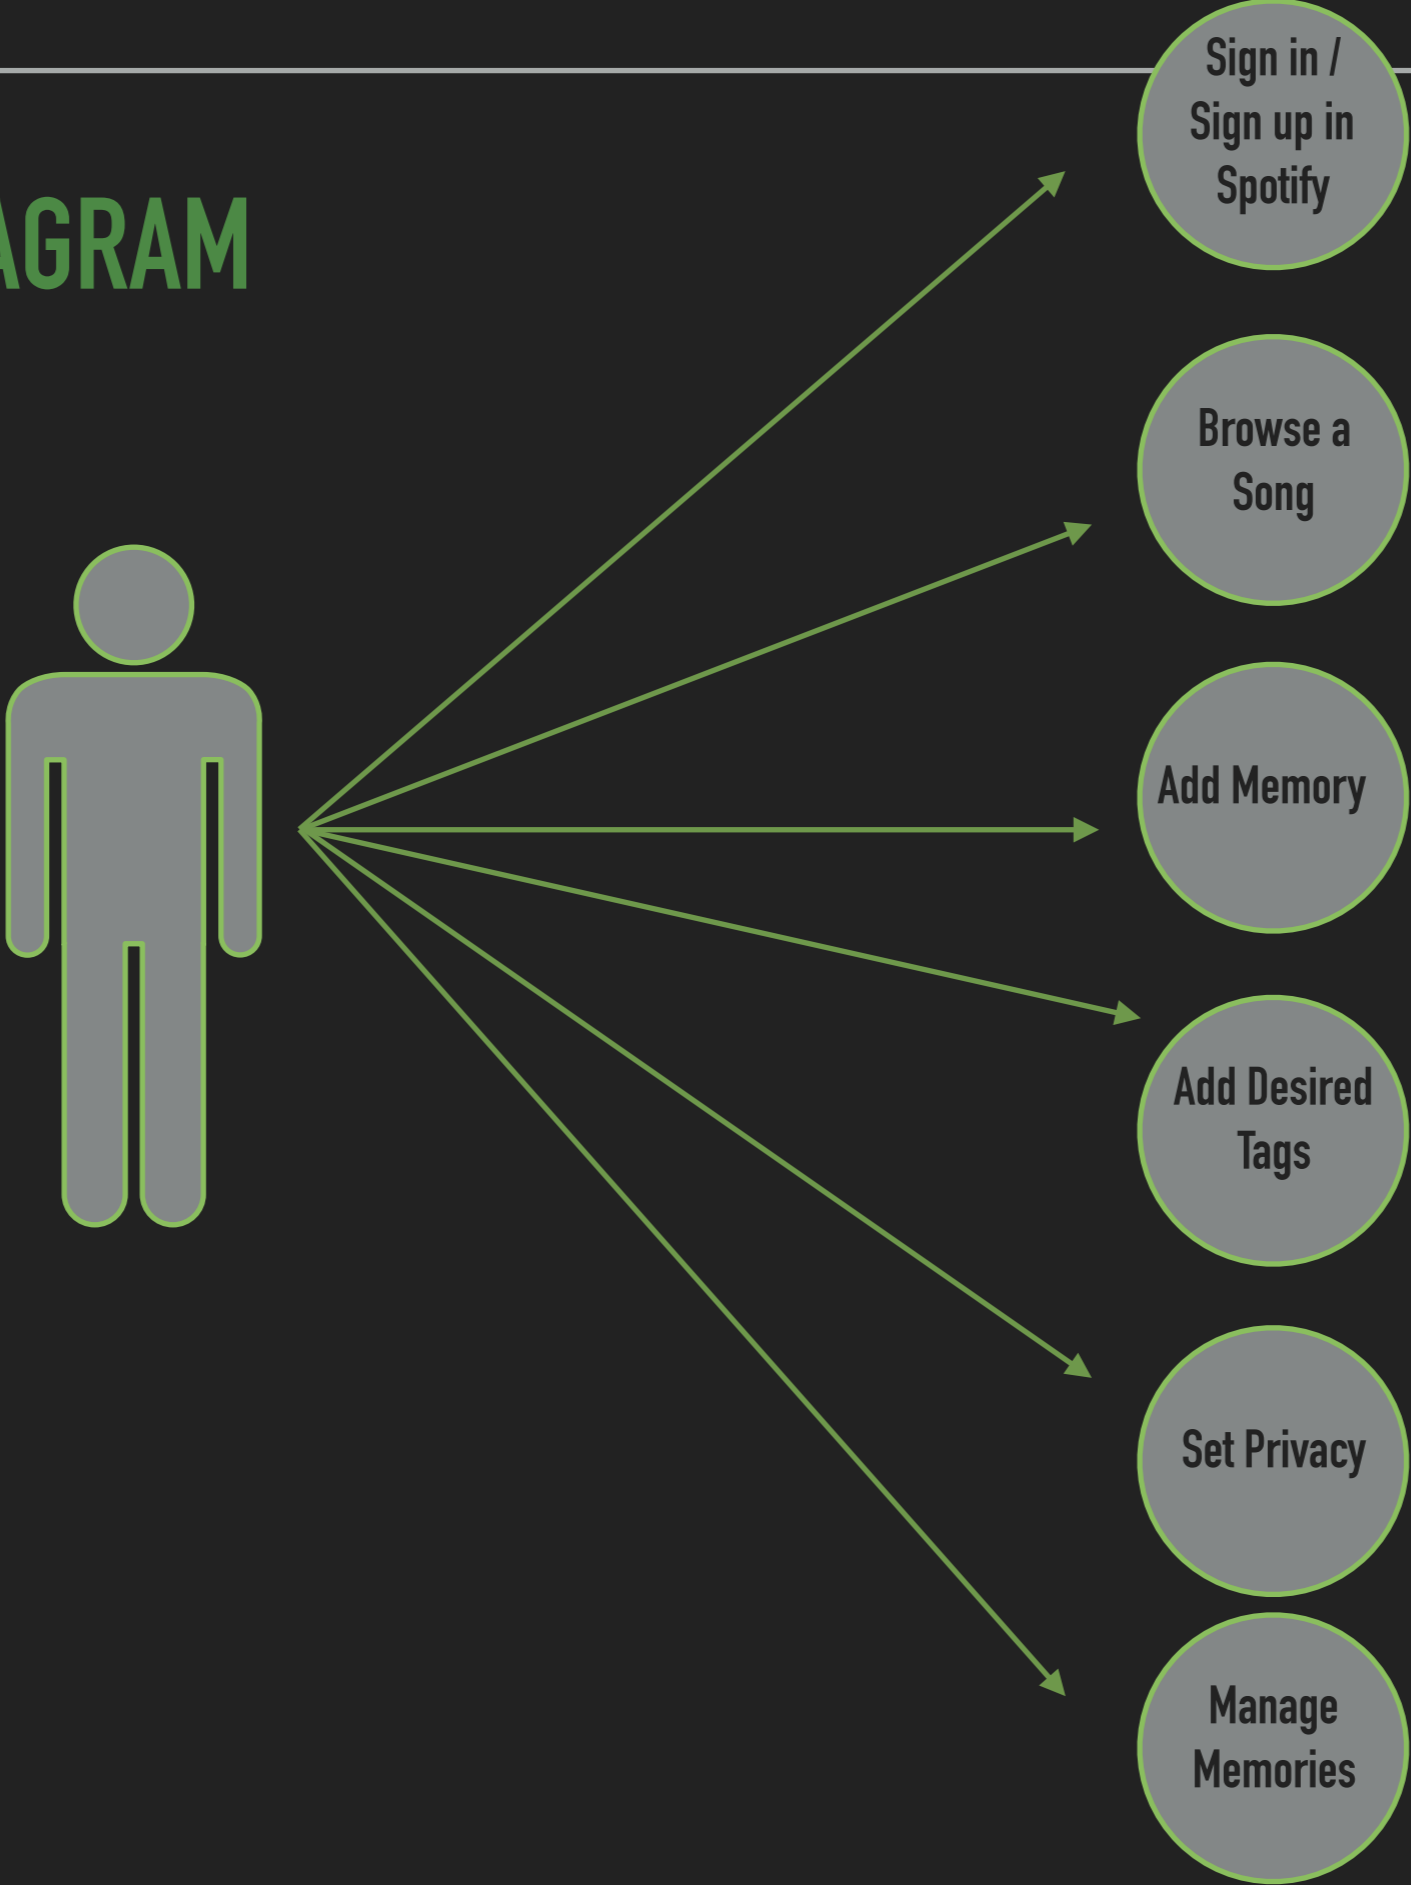 Sign in /
Sign up in
Spotify
AGRAM
Browse a
Song
Add Memory
Add Desired
Tags
Set Privacy
Manage
Memories